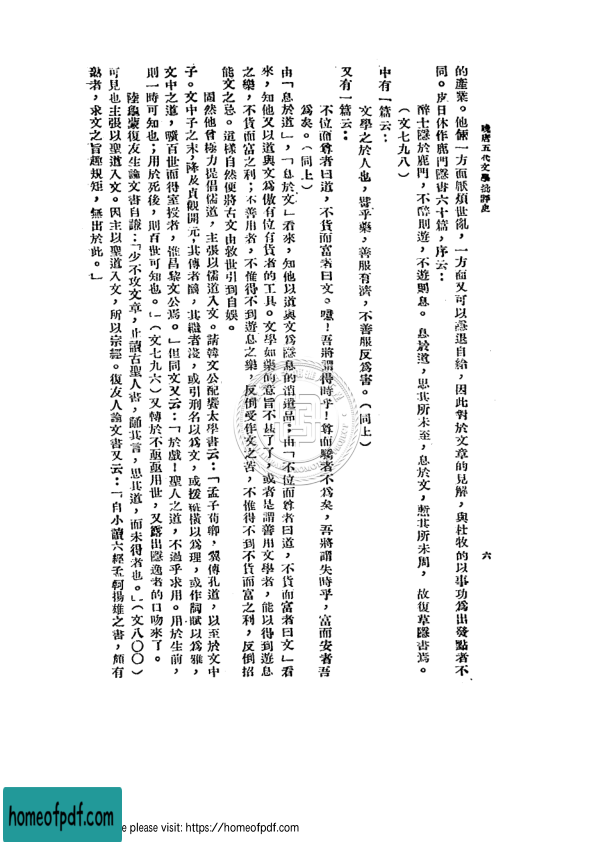 晚唐五代文學批評史
六
的產業。他倆一方面厭煩世亂,一方面又可以隱退自給,因此對於文章的見解,與杜牧的以事功爲出發點者不
同。皮日休作鹿門隱書六十篇,序云:
醉士隱於鹿門,不醉則遊,不遊則息。息於道,思其所未至,息於文,慙其所未周,故復草隱書焉。
(文七九八)
中有一篇云:
文學之於人也,譬乎藥,善服有濟,不善服反爲害。(同上)
又有一篇云:
不位而尊者曰道,不貨而富者曰文。噫!吾將謂得時乎!尊而驕者不爲矣,吾將謂失時乎,富而安者吾
爲矣。(同上)
由「息於道」,「息於文」看來,知他以道與文爲隱息的消遣品;由「不位而尊者曰道,不貨而富者曰文」看
來,知他又以道與文爲傲有位有貨者的工具。文學如藥的意旨不甚了了,或者是謂善用文學者,能以得到遊息
之樂,不貨而富之利;不善用者,不惟得不到遊息之樂,反倒受作文之苦,不惟得不到不貨而富之利,反倒招
能文之忌。這樣自然便將古文由救世引到自娛。
固然他曾極力提倡儒道,主張以儒道入文。請韓文公配饗太學書云:「孟子荀卿,翼傳孔道,以至於文中
子。文中子之末,降及貞觀開元,其傳者醨,其繼者淺,或引刑名以爲文,或援縱橫以爲理,或作詞賦以爲雅,
文中之道,曠百世而得室授者,惟昌黎文公焉。」但同文又云:「於戲!聖人之道,不過乎求用。用於生前,
則一時可知也;用於死後,則百世可知也。」(文七九六)又轉於不亟亟用世,又露出隱逸者的口吻來了。
陸龜蒙復友生論文書自謙:「少不攻文章,止讀古聖人書,誦其言,思其道,而未得者也。」(文八〇〇)
可見也主張以聖道入文。因主以聖道入文,所以宗經。復友人論文書又云:「自小讀六經孟軻揚雄之書,頗有
熟者,求文之旨趣規矩,無出於此。」
homeofpdf.com
e please visit: https://homeofpdf.com